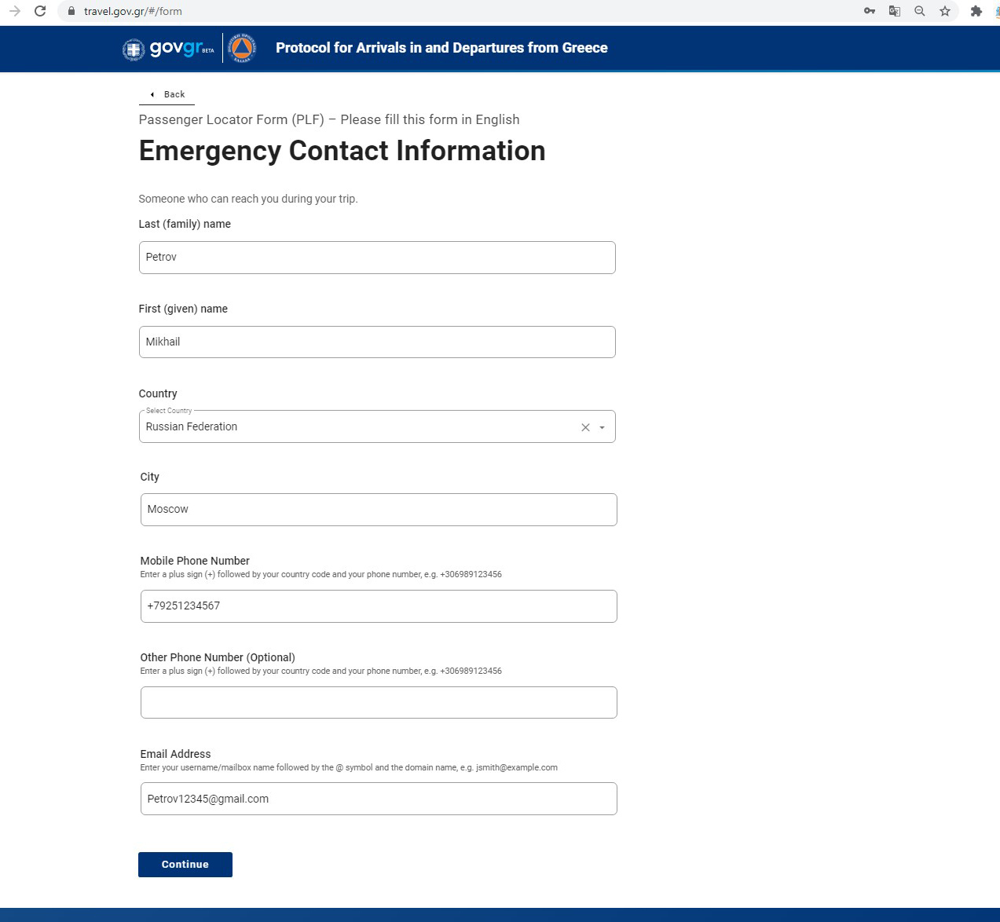 travel.gov.gr/#/form
govgr BETA
Protocol for Arrivals in and Departures from Greece
Back
Passenger Locator Form (PLF) – Please fill this form in English
Emergency Contact Information
Someone who can reach you during your trip.
Last (family) name
Petrov
First (given) name
Mikhail
Country
Select Country
Russian Federation
City
Moscow
Mobile Phone Number
Enter a plus sign (+) followed by your country code and your phone number, e.g. +306989123456
+79251234567
Other Phone Number (Optional)
Enter a plus sign (+) followed by your country code and your phone number, e.g. +306989123456
Email Address
Enter your username/mailbox name followed by the @ symbol and the domain name, e.g. jsmith@example.com
Petrov12345@gmail.com
Continue